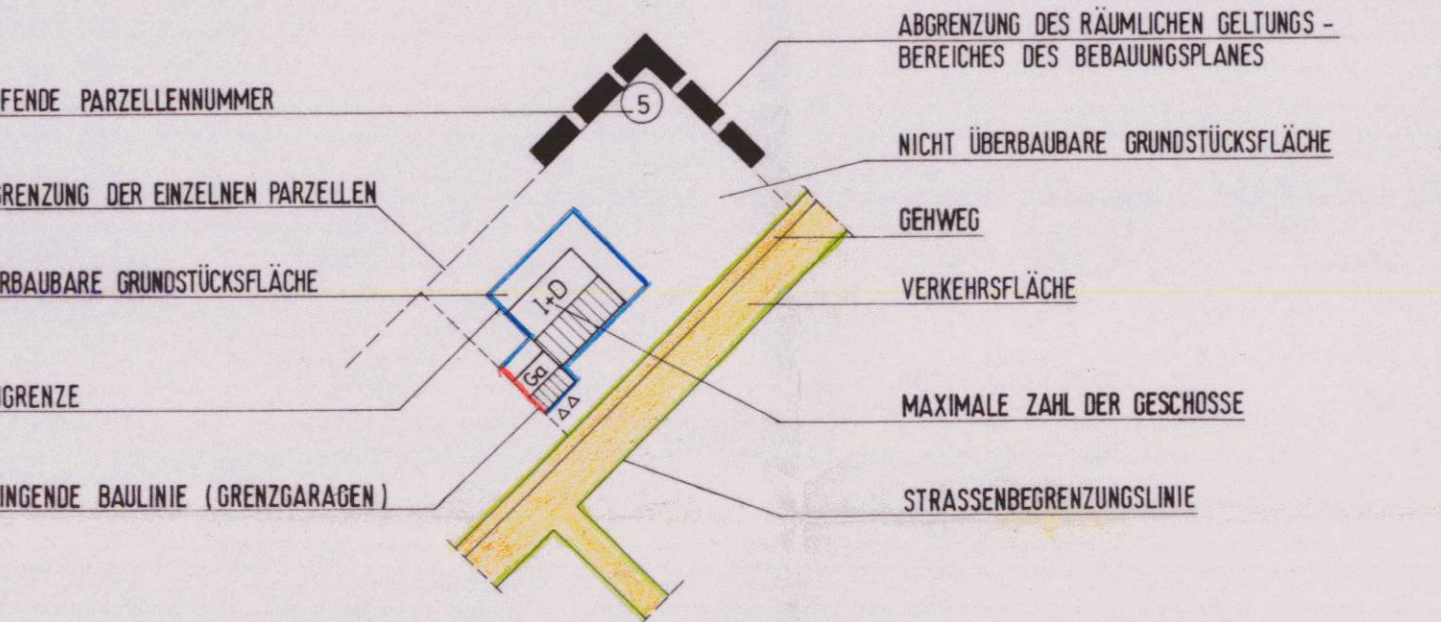 FENDE PARZELLENNUMMER
GRENZUNG DER EINZELNEN PARZELLEN
RBAUBARE GRUNDSTÜCKSFLÄCHE
GRENZE
INGENDE BAULINIE (GRENZGARAGEN)
5
I+D
Ga
ABGRENZUNG DES RÄUMLICHEN GELTUNGS-
BEREICHES DES BEBAUUNGSPLANES
NICHT ÜBERBAUBARE GRUNDSTÜCKSFLÄCHE
GEHWEG
VERKEHRSFLÄCHE
MAXIMALE ZAHL DER GESCHOSSE
STRASSENBEGRENZUNGSLINIE